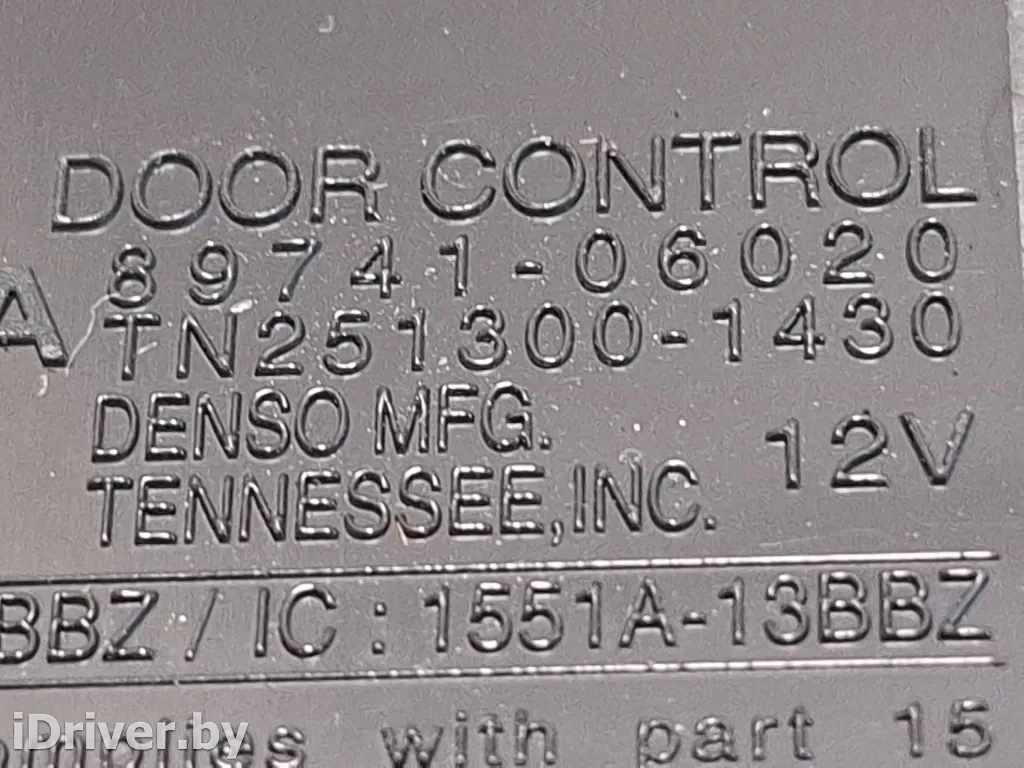 DOOR CONTROL
89741-06020
A
TN251300-1430
DENSO MFG.
TENNESSEE, INC.
12V
BBZ / IC : 1551A-13BBZ
complies with part 15
iDriver.by